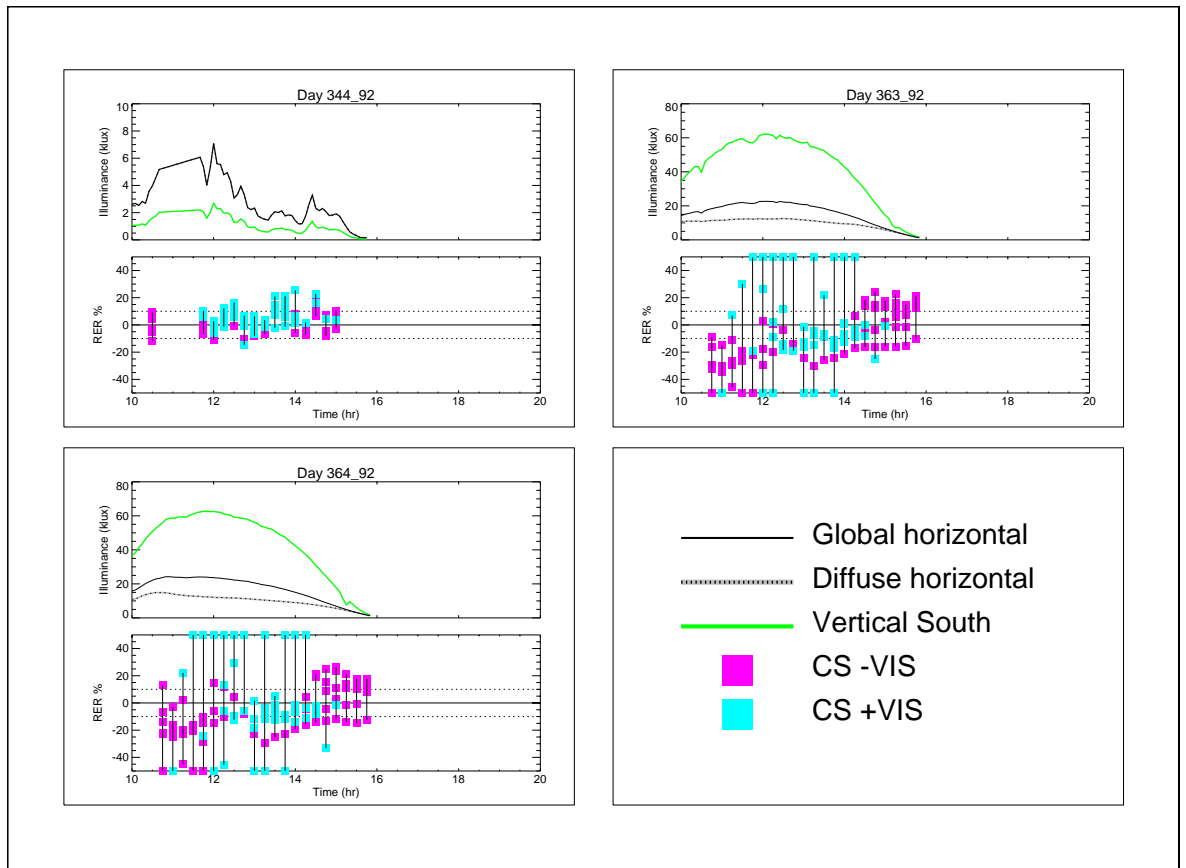 Day 344_92
10
8
6
4
2
0
Illuminance (klux)
40
20
0
-20
-40
RER %
10 12 14 16 18 20
Time (hr)
Day 363_92
80
60
40
20
0
Illuminance (klux)
40
20
0
-20
-40
RER %
10 12 14 16 18 20
Time (hr)
Day 364_92
80
60
40
20
0
Illuminance (klux)
40
20
0
-20
-40
RER %
10 12 14 16 18 20
Time (hr)
Global horizontal
Diffuse horizontal
Vertical South
CS -VIS
CS +VIS